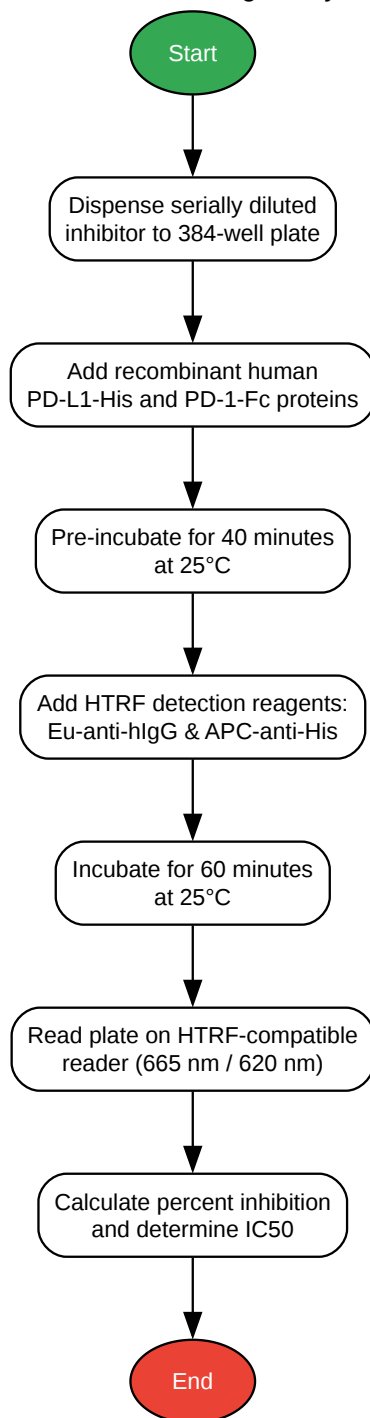 Start
Dispense serially diluted
inhibitor to 384-well plate
Add recombinant human
PD-L1-His and PD-1-Fc proteins
Pre-incubate for 40 minutes
at 25°C
Add HTRF detection reagents:
Eu-anti-hIgG & APC-anti-His
Incubate for 60 minutes
at 25°C
Read plate on HTRF-compatible
reader (665 nm / 620 nm)
Calculate percent inhibition
and determine IC50
End